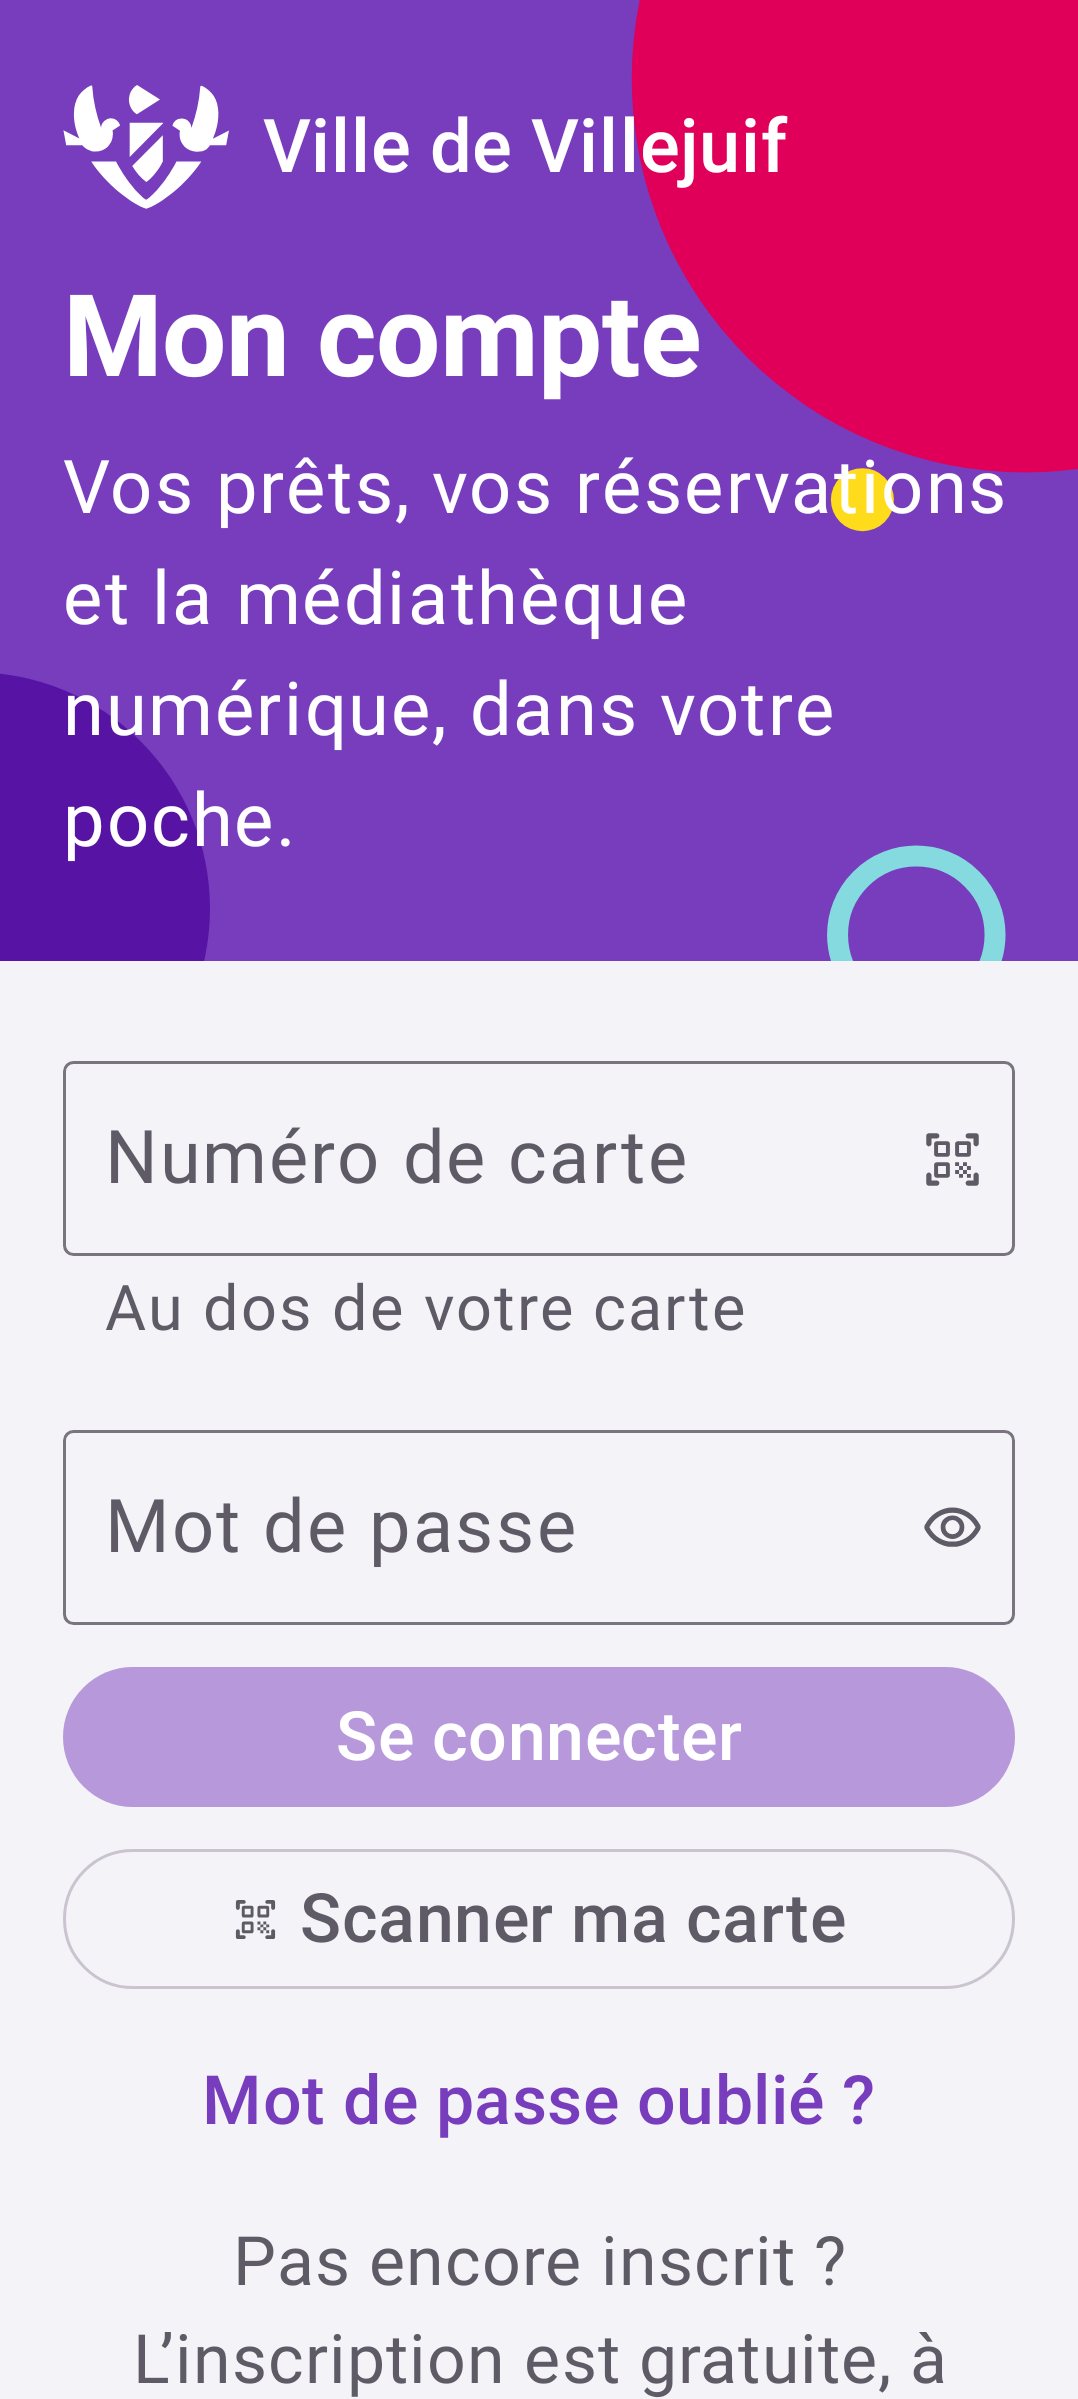 Ville de Villejuif
Mon compte
Vos prêts, vos réservations
et la médiathèque
numérique, dans votre
poche.
Numéro de carte
Au dos de votre carte
Mot de passe
Se connecter
Scanner ma carte
Mot de passe oublié ?
Pas encore inscrit ?
L’inscription est gratuite, à